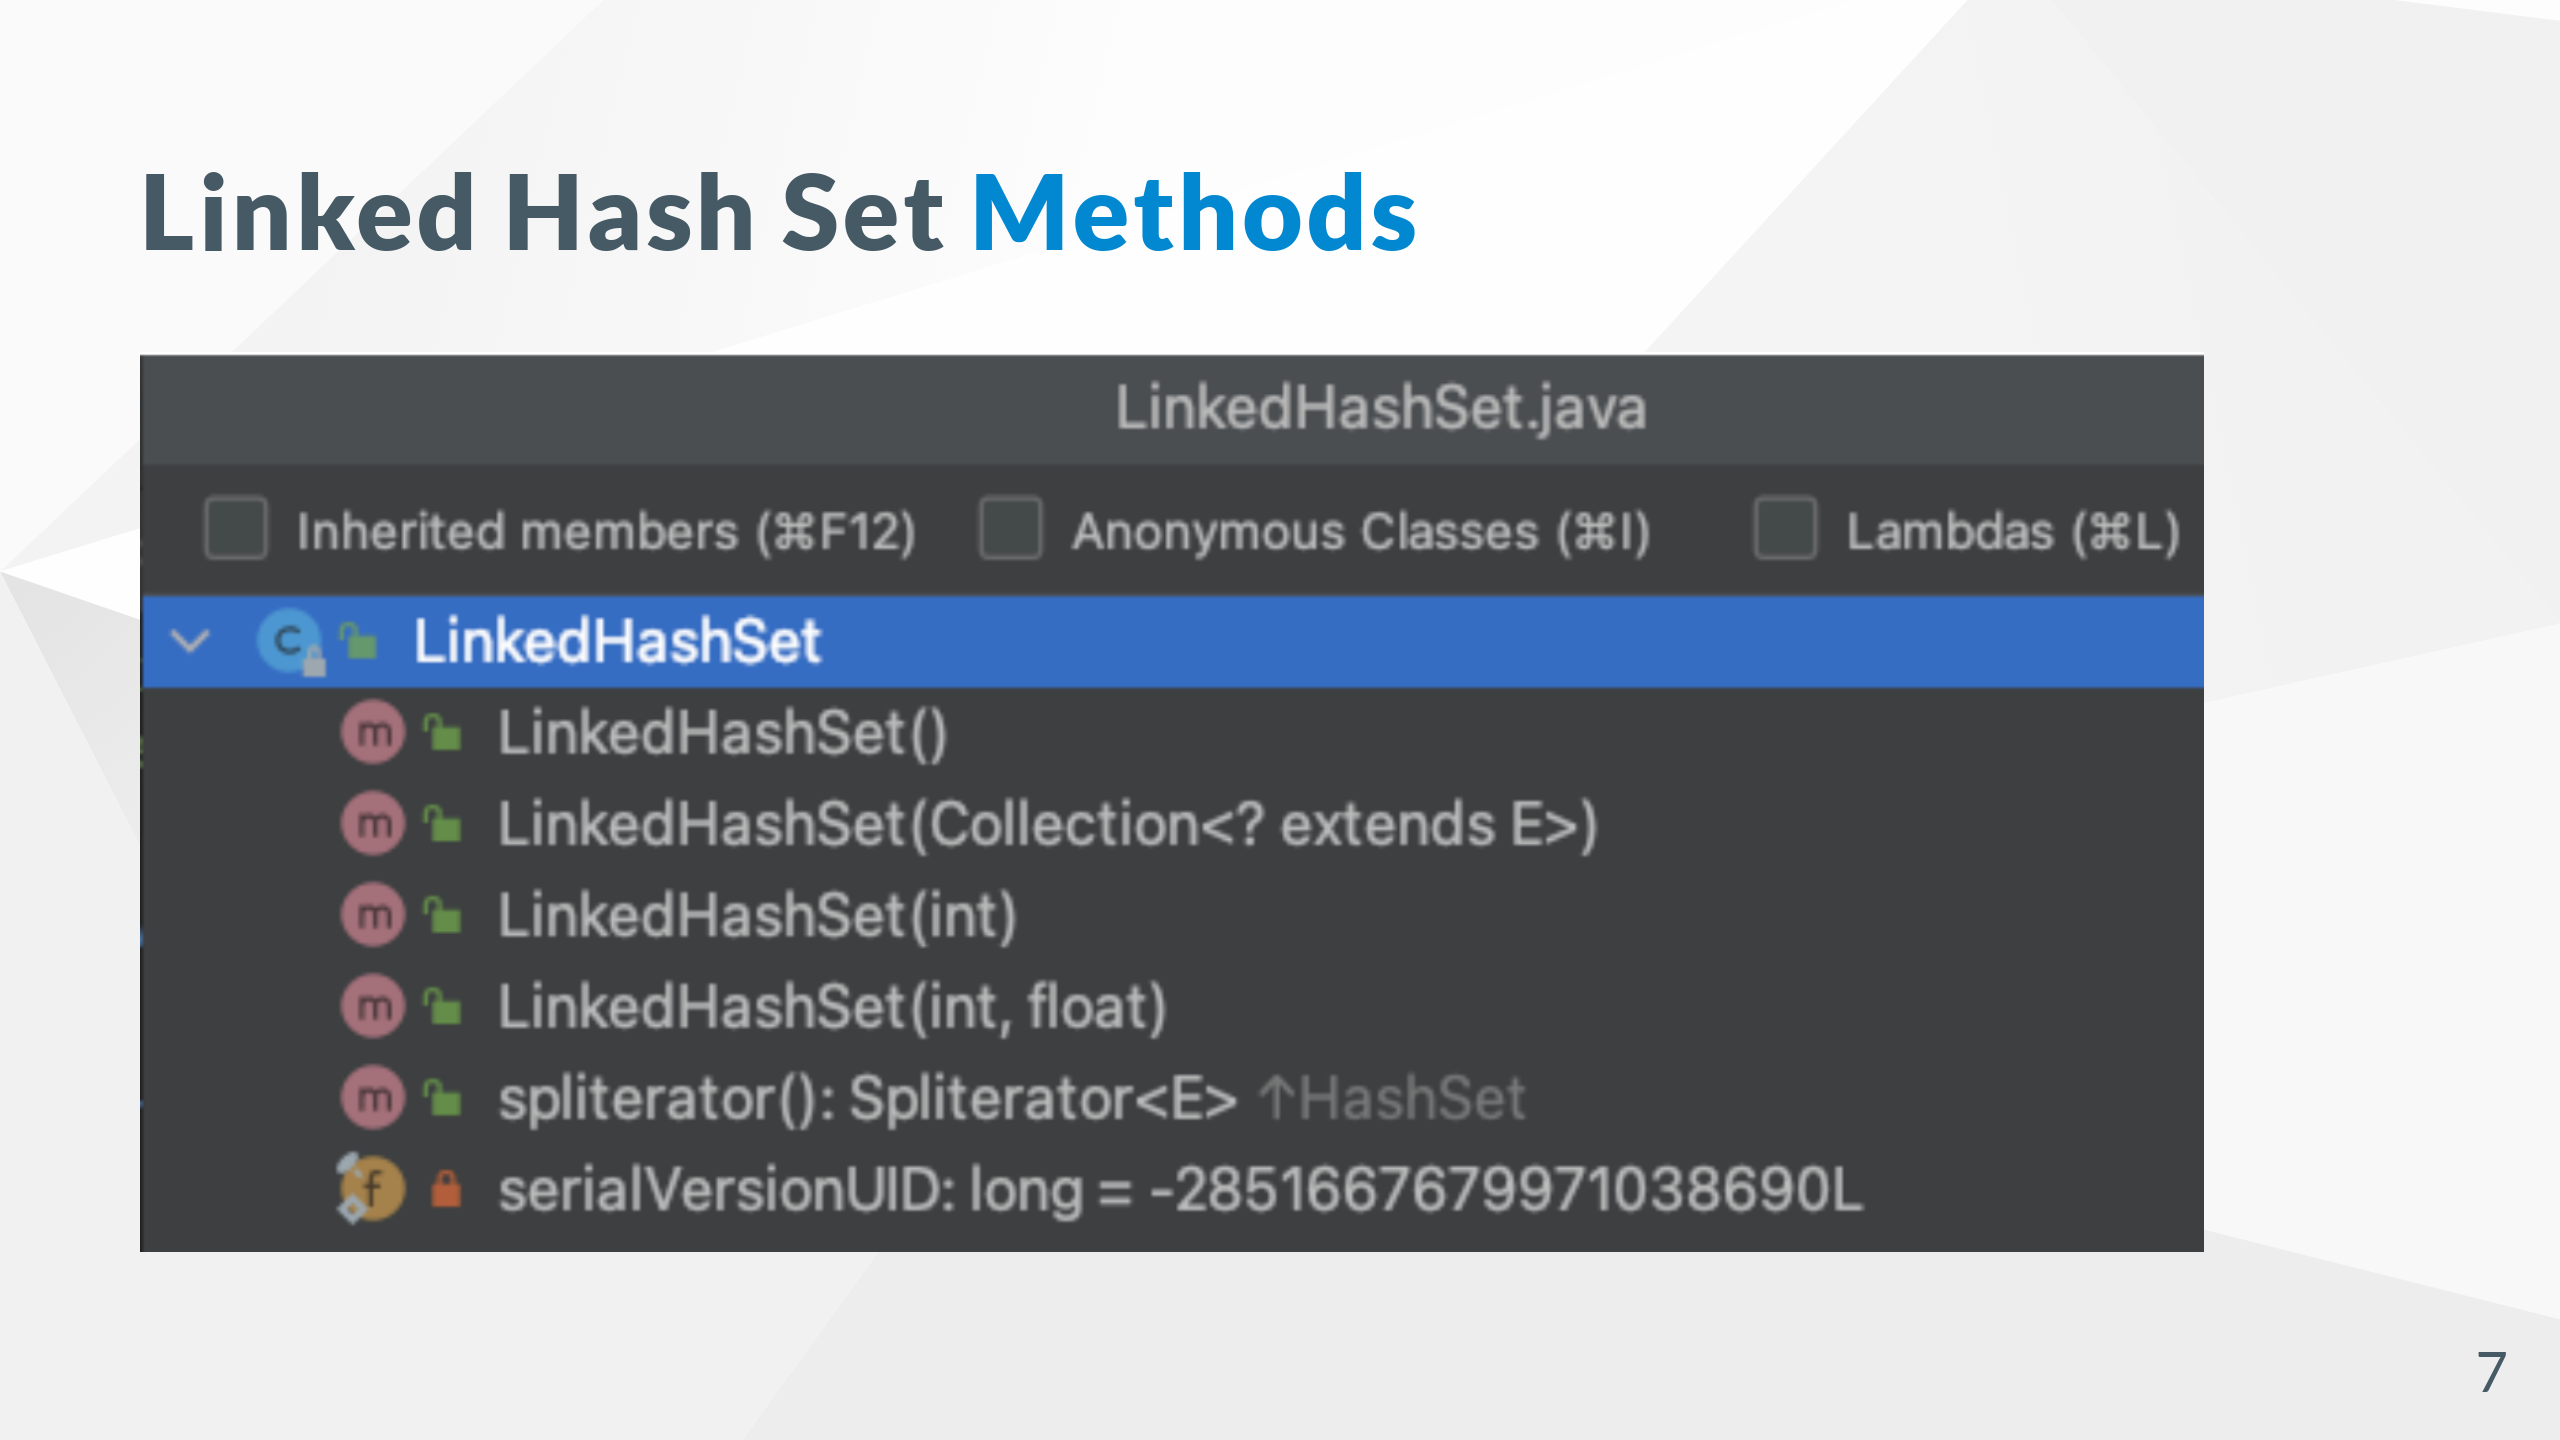 Linked Hash Set Methods
LinkedHashSet.java
Inherited members (⌘F12) Anonymous Classes (⌘I) Lambdas (⌘L)
C LinkedHashSet
m LinkedHashSet()
m LinkedHashSet(Collection<? extends E>)
m LinkedHashSet(int)
m LinkedHashSet(int, float)
m spliterator(): Spliterator<E> ↑HashSet
f serialVersionUID: long = -2851667679971038690L
7